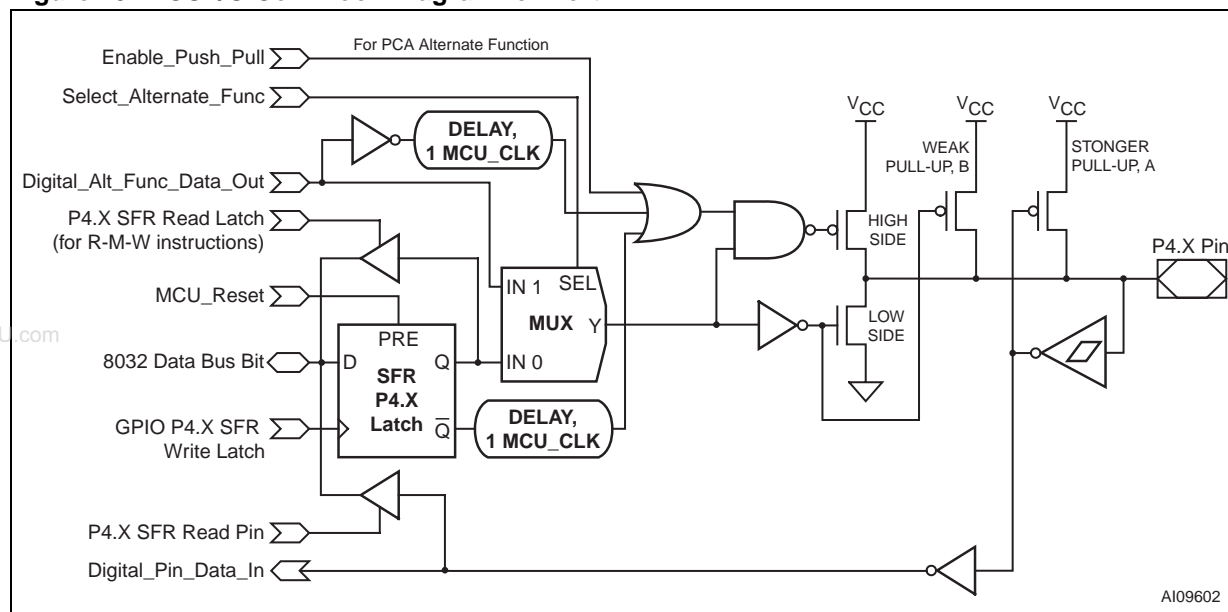 For PCA Alternate Function
Enable_Push_Pull
Select_Alternate_Func
DELAY,
1 MCU_CLK
Digital_Alt_Func_Data_Out
P4.X SFR Read Latch
(for R-M-W instructions)
MCU_Reset
8032 Data Bus Bit
GPIO P4.X SFR
Write Latch
P4.X SFR Read Pin
Digital_Pin_Data_In
PRE
D
Q
SFR
P4.X
Latch
Q
DELAY,
1 MCU_CLK
IN 1
SEL
MUX
Y
IN 0
VCC
HIGH
SIDE
LOW
SIDE
VCC
WEAK
PULL-UP, B
VCC
STONGER
PULL-UP, A
P4.X Pin
U.com
AI09602